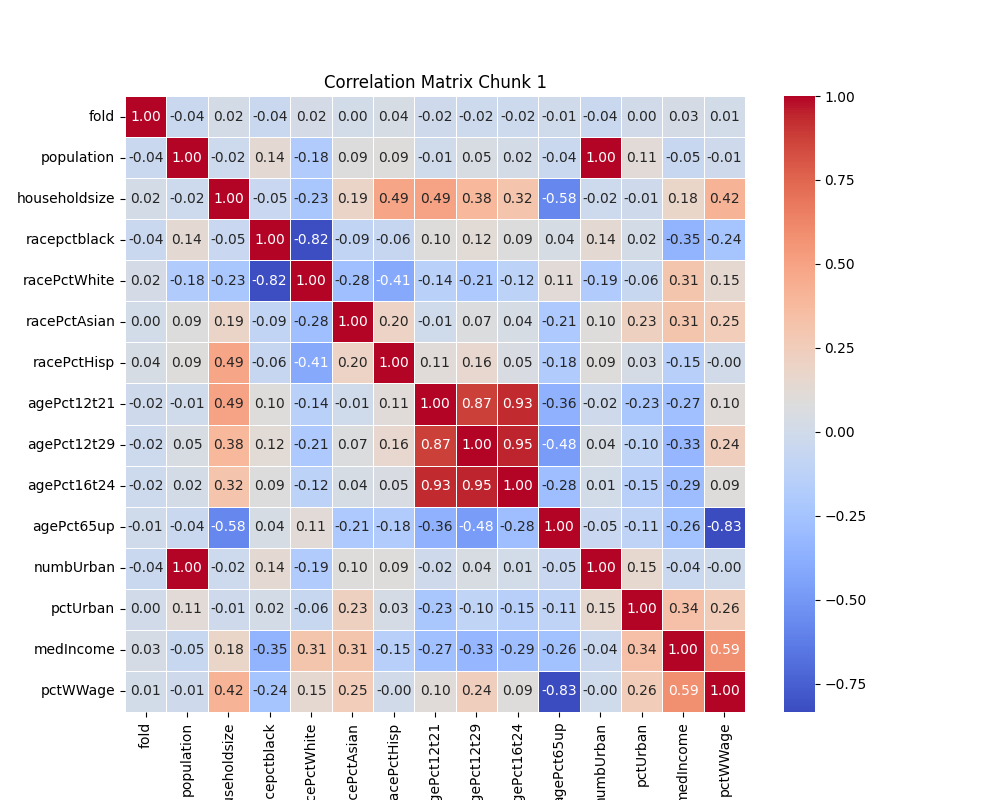 Correlation Matrix Chunk 1
fold 1.00 -0.04 0.02 -0.04 0.02 0.00 0.04 -0.02 -0.02 -0.02 -0.01 -0.04 0.00 0.03 0.01
population -0.04 1.00 -0.02 0.14 -0.18 0.09 0.09 -0.01 0.05 0.02 -0.04 1.00 0.11 -0.05 -0.01
householdsize 0.02 -0.02 1.00 -0.05 -0.23 0.19 0.49 0.49 0.38 0.32 -0.58 -0.02 -0.01 0.18 0.42
racepctblack -0.04 0.14 -0.05 1.00 -0.82 -0.09 -0.06 0.10 0.12 0.09 0.04 0.14 0.02 -0.35 -0.24
racePctWhite 0.02 -0.18 -0.23 -0.82 1.00 -0.28 -0.41 -0.14 -0.21 -0.12 0.11 -0.19 -0.06 0.31 0.15
racePctAsian 0.00 0.09 0.19 -0.09 -0.28 1.00 0.20 -0.01 0.07 0.04 -0.21 0.10 0.23 0.31 0.25
racePctHisp 0.04 0.09 0.49 -0.06 -0.41 0.20 1.00 0.11 0.16 0.05 -0.18 0.09 0.03 -0.15 -0.00
agePct12t21 -0.02 -0.01 0.49 0.10 -0.14 -0.01 0.11 1.00 0.87 0.93 -0.36 -0.02 -0.23 -0.27 0.10
agePct12t29 -0.02 0.05 0.38 0.12 -0.21 0.07 0.16 0.87 1.00 0.95 -0.48 0.04 -0.10 -0.33 0.24
agePct16t24 -0.02 0.02 0.32 0.09 -0.12 0.04 0.05 0.93 0.95 1.00 -0.28 0.01 -0.15 -0.29 0.09
agePct65up -0.01 -0.04 -0.58 0.04 0.11 -0.21 -0.18 -0.36 -0.48 -0.28 1.00 -0.05 -0.11 -0.26 -0.83
numbUrban -0.04 1.00 -0.02 0.14 -0.19 0.10 0.09 -0.02 0.04 0.01 -0.05 1.00 0.15 -0.04 -0.00
pctUrban 0.00 0.11 -0.01 0.02 -0.06 0.23 0.03 -0.23 -0.10 -0.15 -0.11 0.15 1.00 0.34 0.26
medIncome 0.03 -0.05 0.18 -0.35 0.31 0.31 -0.15 -0.27 -0.33 -0.29 -0.26 -0.04 0.34 1.00 0.59
pctWWage 0.01 -0.01 0.42 -0.24 0.15 0.25 -0.00 0.10 0.24 0.09 -0.83 -0.00 0.26 0.59 1.00
fold
population
useholdsize
cepctblack
cePctWhite
cePctAsian
acePctHisp
gePct12t21
gePct12t29
gePct16t24
agePct65up
numbUrban
pctUrban
medIncome
pctWWage
1.00
0.75
0.50
0.25
0.00
−0.25
−0.50
−0.75